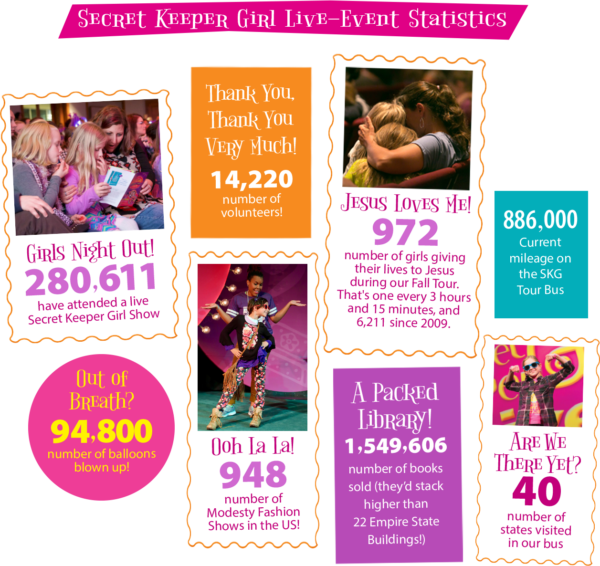 Secret Keeper Girl Live-Event Statistics
Girls Night Out!
280,611
have attended a live
Secret Keeper Girl Show
Thank You,
Thank You
Very Much!
14,220
number of
volunteers!
Jesus Loves Me!
972
number of girls giving
their lives to Jesus
during our Fall Tour.
That's one every 3 hours
and 15 minutes, and
6,211 since 2009.
886,000
Current
mileage on
the SKG
Tour Bus
Out of
Breath?
94,800
number of balloons
blown up!
Ooh La La!
948
number of
Modesty Fashion
Shows in the US!
A Packed
Library!
1,549,606
number of books
sold (they'd stack
higher than
22 Empire State
Buildings!)
Are We
There Yet?
40
number of
states visited
in our bus